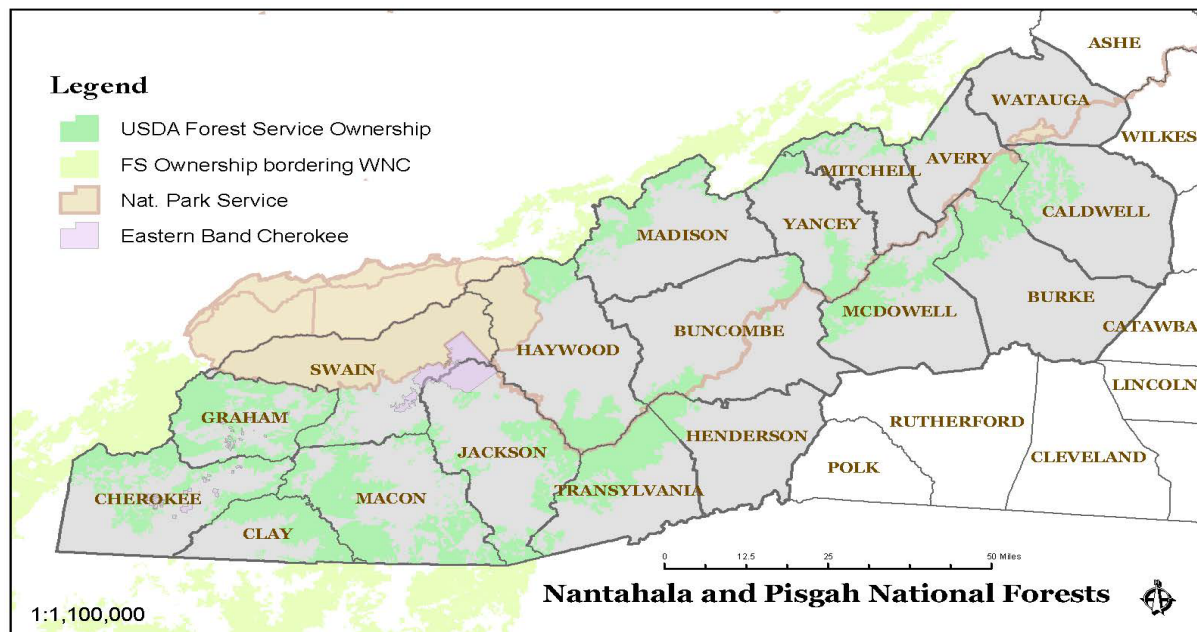 Legend
USDA Forest Service Ownership
FS Ownership bordering WNC
Nat. Park Service
Eastern Band Cherokee
ASHE
WATAUGA
WILKES
AVERY
MITCHELL
CALDWELL
YANCEY
MADISON
BURKE
MCDOWELL
BUNCOMBE
CATAWBA
HAYWOOD
SWAIN
LINCOLN
GRAHAM
RUTHERFORD
HENDERSON
JACKSON
CLEVELAND
POLK
TRANSYLVANIA
CHEROKEE
MACON
CLAY
0 12.5 25 50 Miles
Nantahala and Pisgah National Forests
1:1,100,000